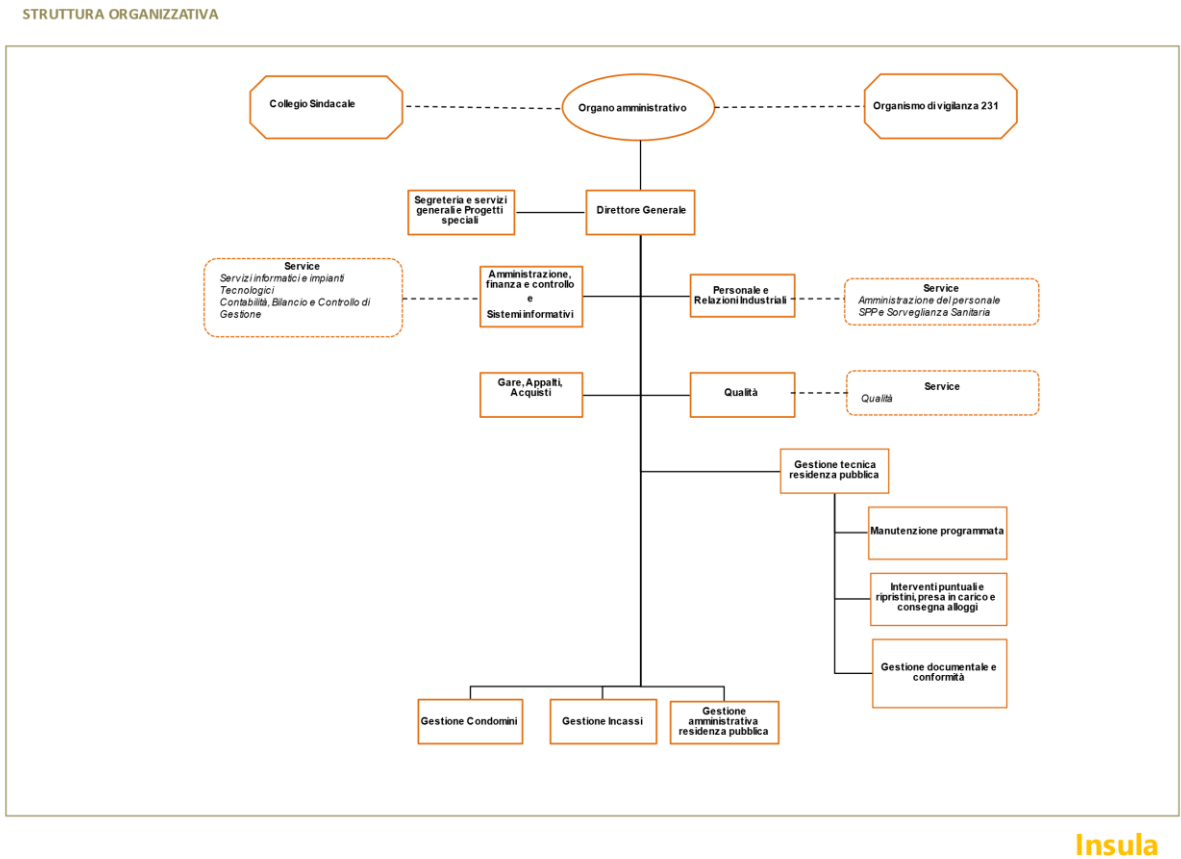 STRUTTURA ORGANIZZATIVA
Collegio Sindacale
Organo amministrativo
Organismo di vigilanza 231
Segreteria e servizi
generali e Progetti
speciali
Direttore Generale
Service
Servizi informatici e impianti
Tecnologici
Contabilità, Bilancio e Controllo di
Gestione
Amministrazione,
finanza e controllo
e
Sistemi informativi
Personale e
Relazioni Industriali
Service
Amministrazione del personale
SPP e Sorveglianza Sanitaria
Gare, Appalti,
Acquisti
Qualità
Service
Qualità
Gestione tecnica
residenza pubblica
Manutenzione programmata
Interventi puntuali e
ripristini, presa in carico e
consegna alloggi
Gestione documentale e
conformità
Gestione Condomini
Gestione Incassi
Gestione
amministrativa
residenza pubblica
Insula